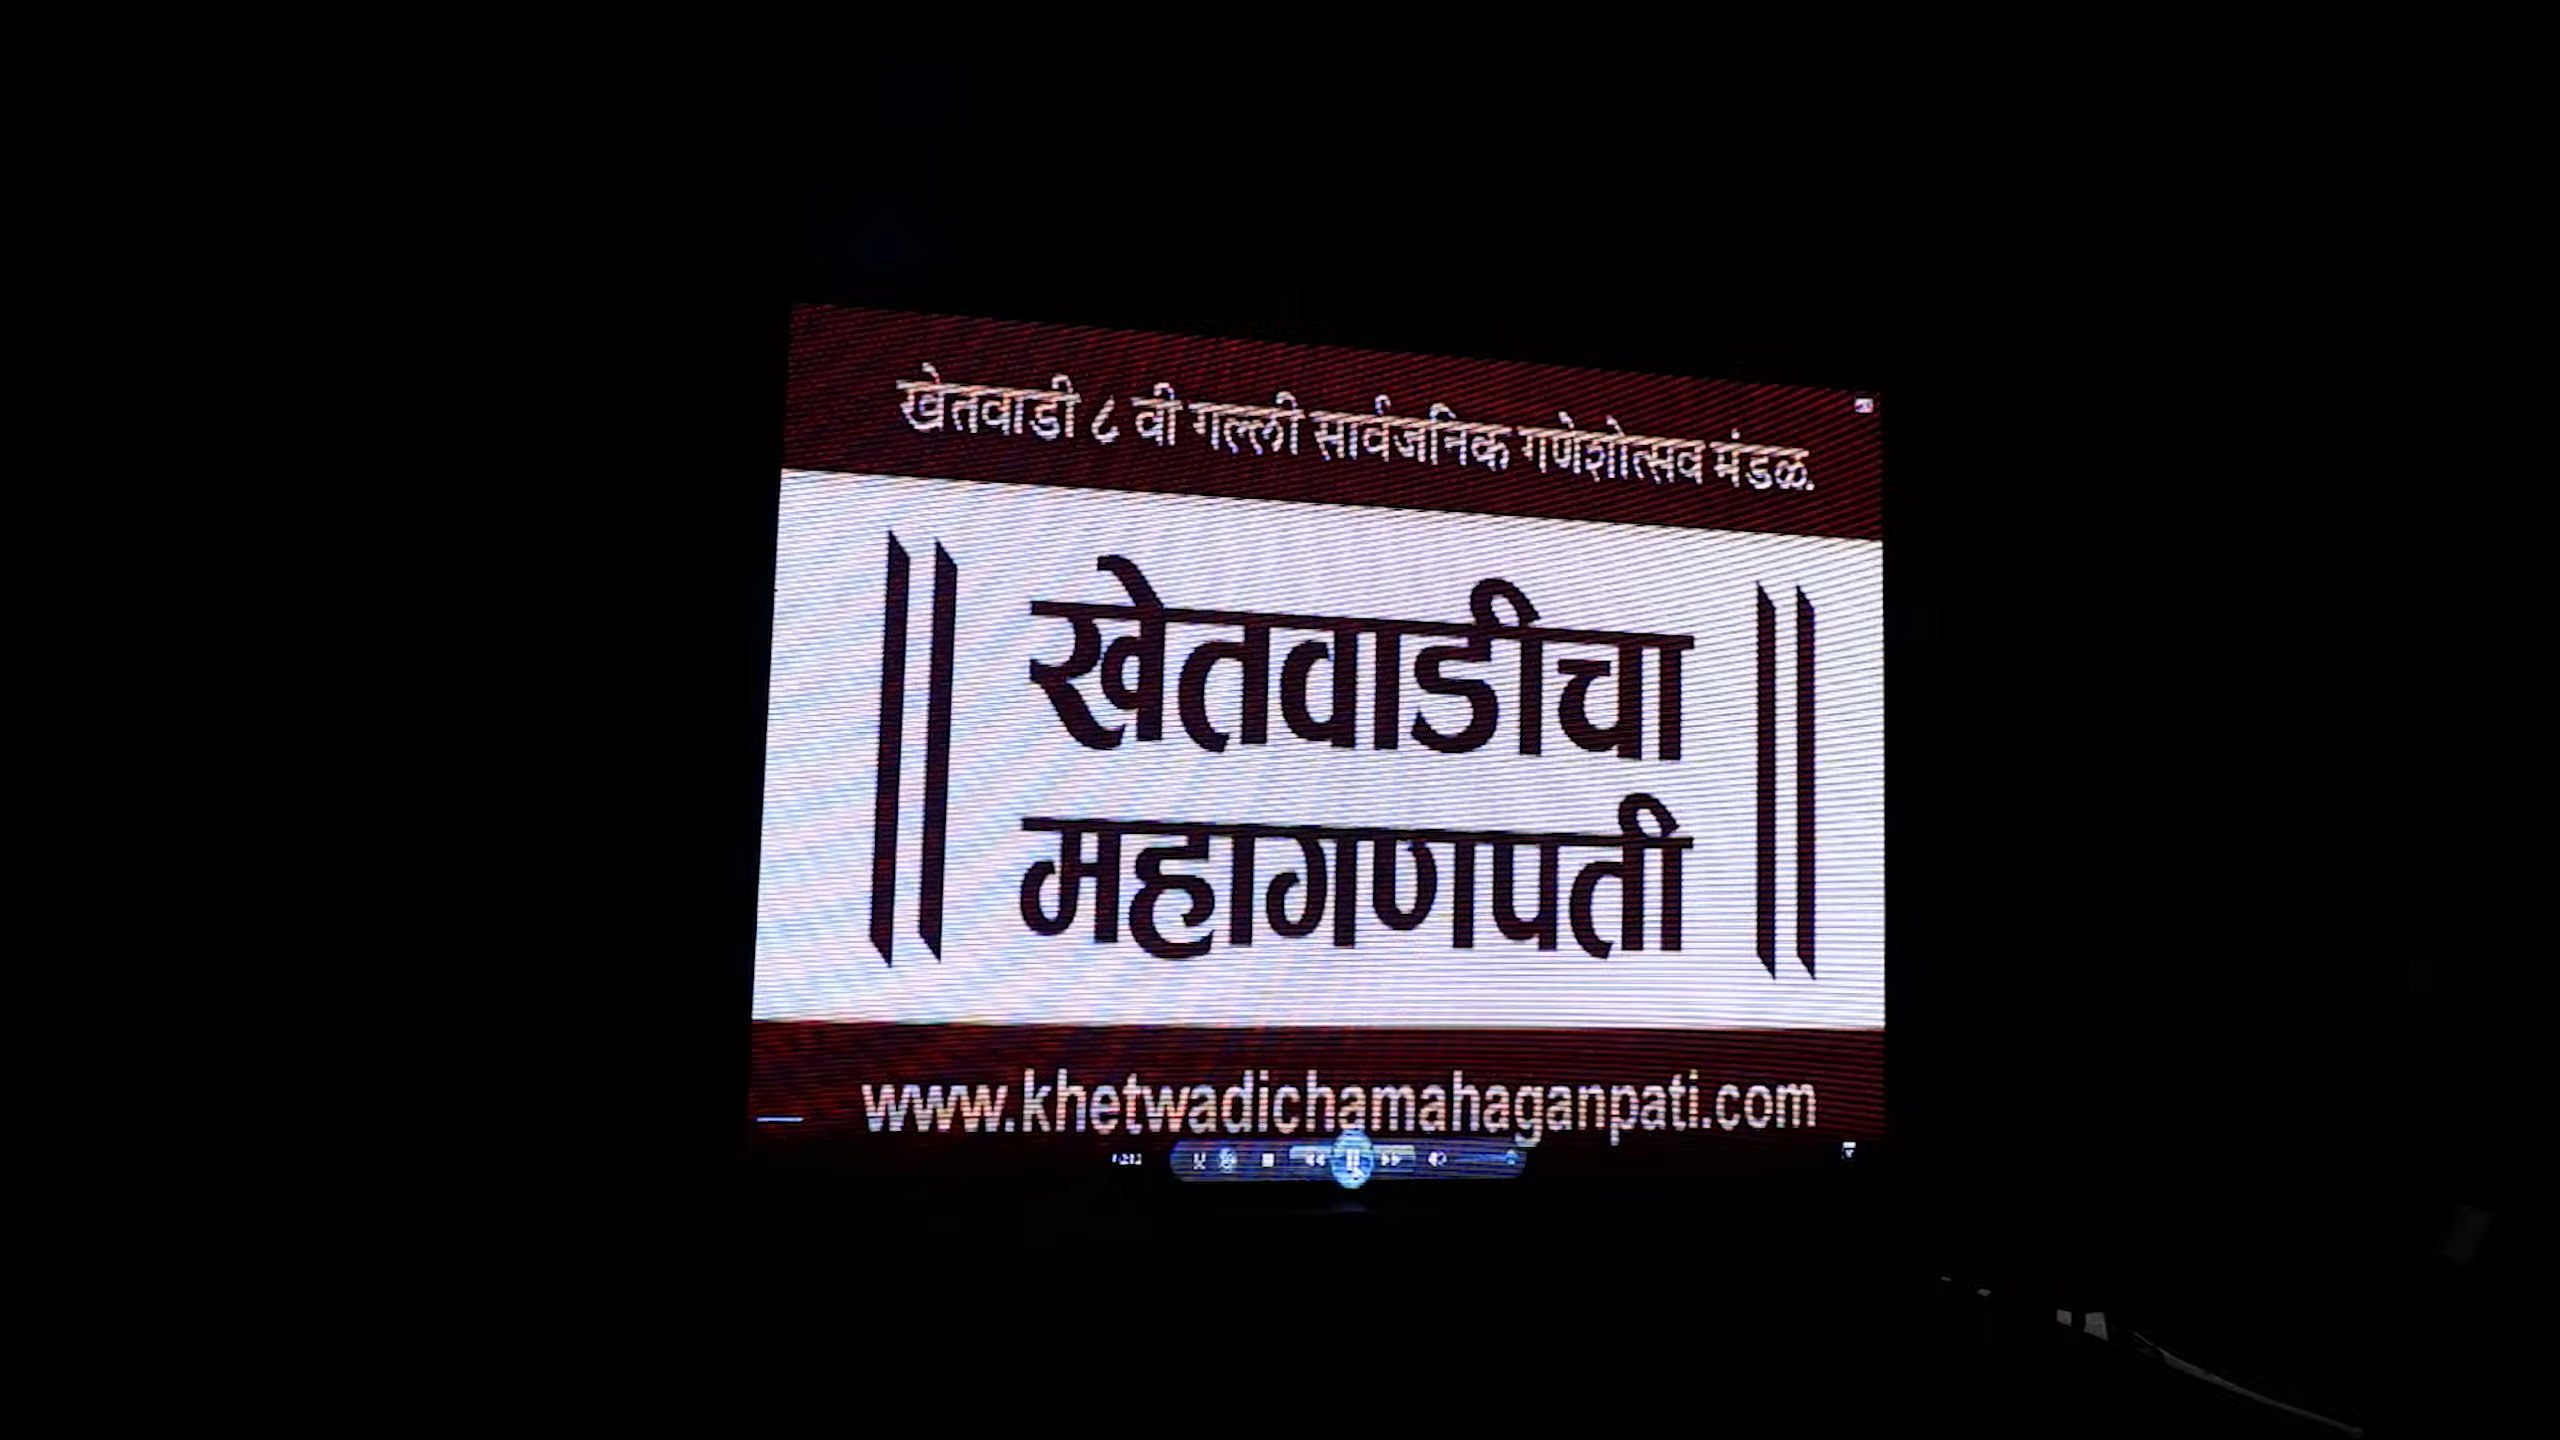 खेतवाडी ८ वी गल्ली सार्वजनिक गणेशोत्सव मंडळ.
|| खेतवाडीचा ||
महागणपती
www.khetwadichamahaganpati.com